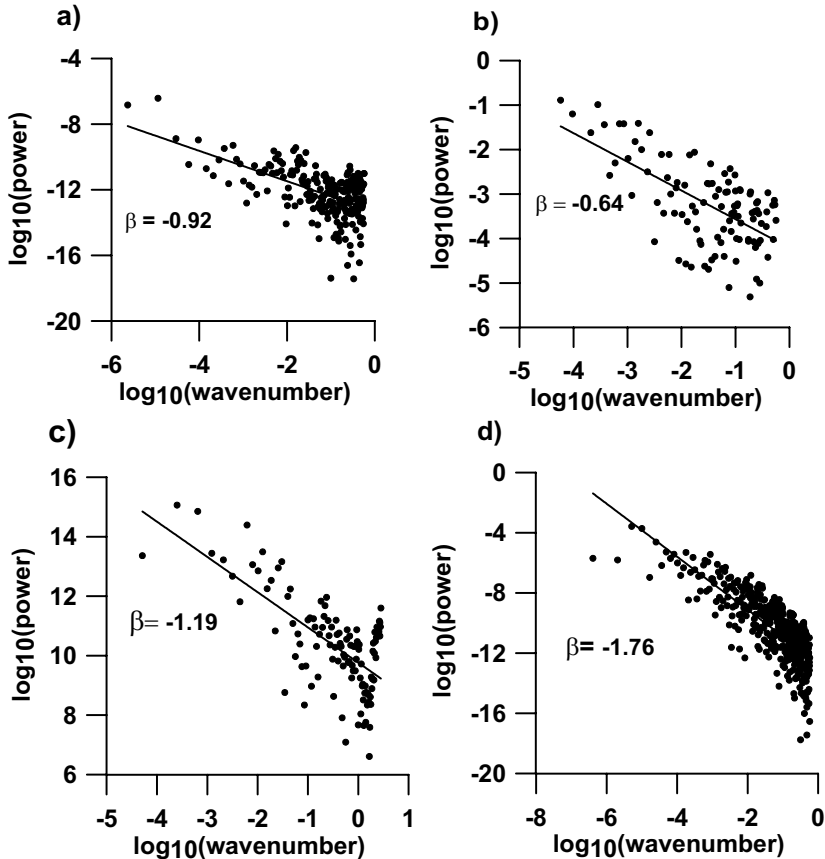 a)
-4
-8
-12
-16
-20
log10(power)
β = -0.92
-6
-4
-2
0
log10(wavenumber)
b)
0
-1
-2
-3
-4
-5
-6
log10(power)
β = -0.64
-5
-4
-3
-2
-1
0
log10(wavenumber)
c)
16
14
12
10
8
6
log10(power)
β= -1.19
-5
-4
-3
-2
-1
0
1
log10(wavenumber)
d)
0
-4
-8
-12
-16
-20
log10(power)
β= -1.76
-8
-6
-4
-2
0
log10(wavenumber)